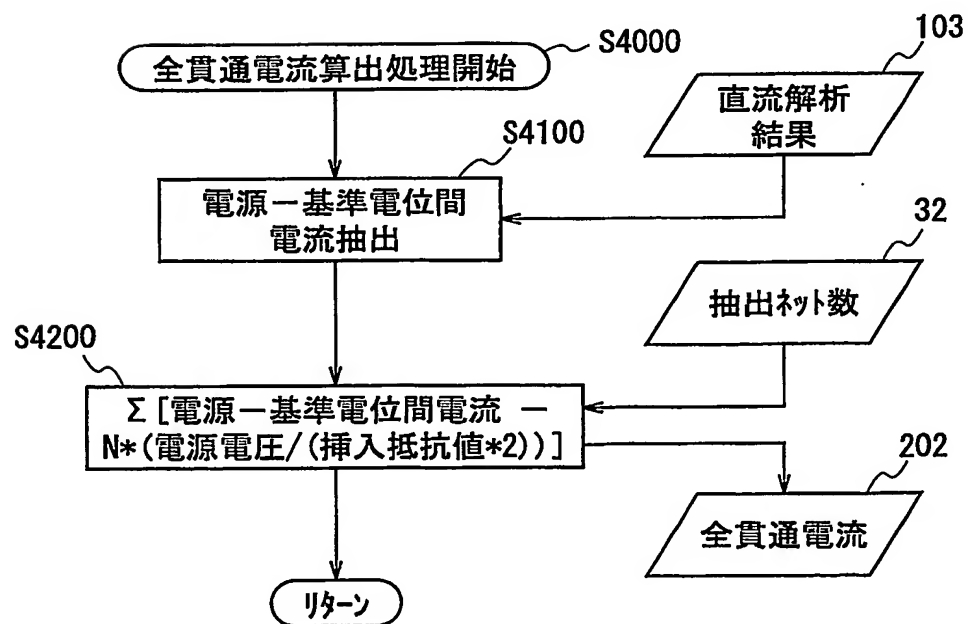 S4000
全貫通電流算出処理開始
103
直流解析
結果
S4100
電源－基準電位間
電流抽出
32
抽出ネット数
S4200
Σ[電源－基準電位間電流 －
N*(電源電圧/(挿入抵抗値*2))]
202
全貫通電流
リターン